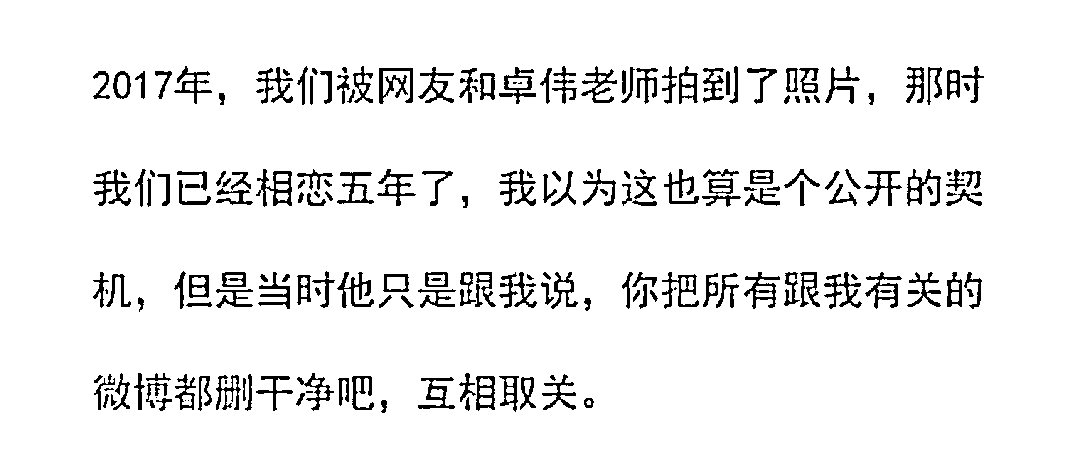 2017年，我们被网友和卓伟老师拍到了照片，那时
我们已经相恋五年了，我以为这也算是个公开的契
机，但是当时他只是跟我说，你把所有跟我有关的
微博都删干净吧，互相取关。